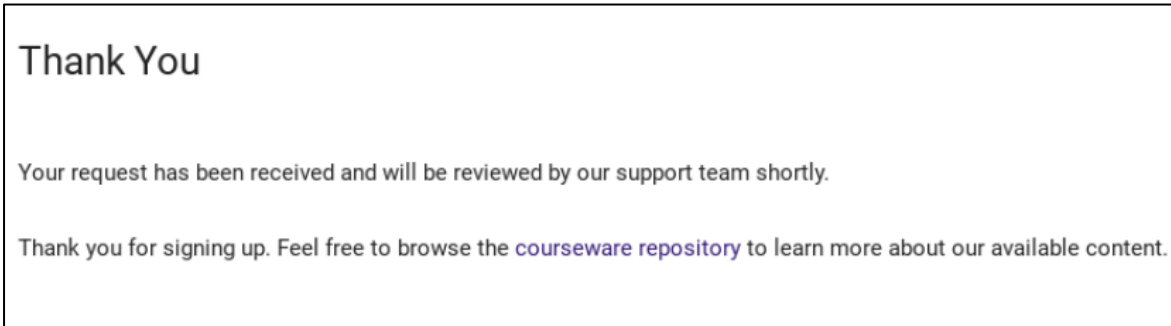 Thank You
Your request has been received and will be reviewed by our support team shortly.
Thank you for signing up. Feel free to browse the courseware repository to learn more about our available content.